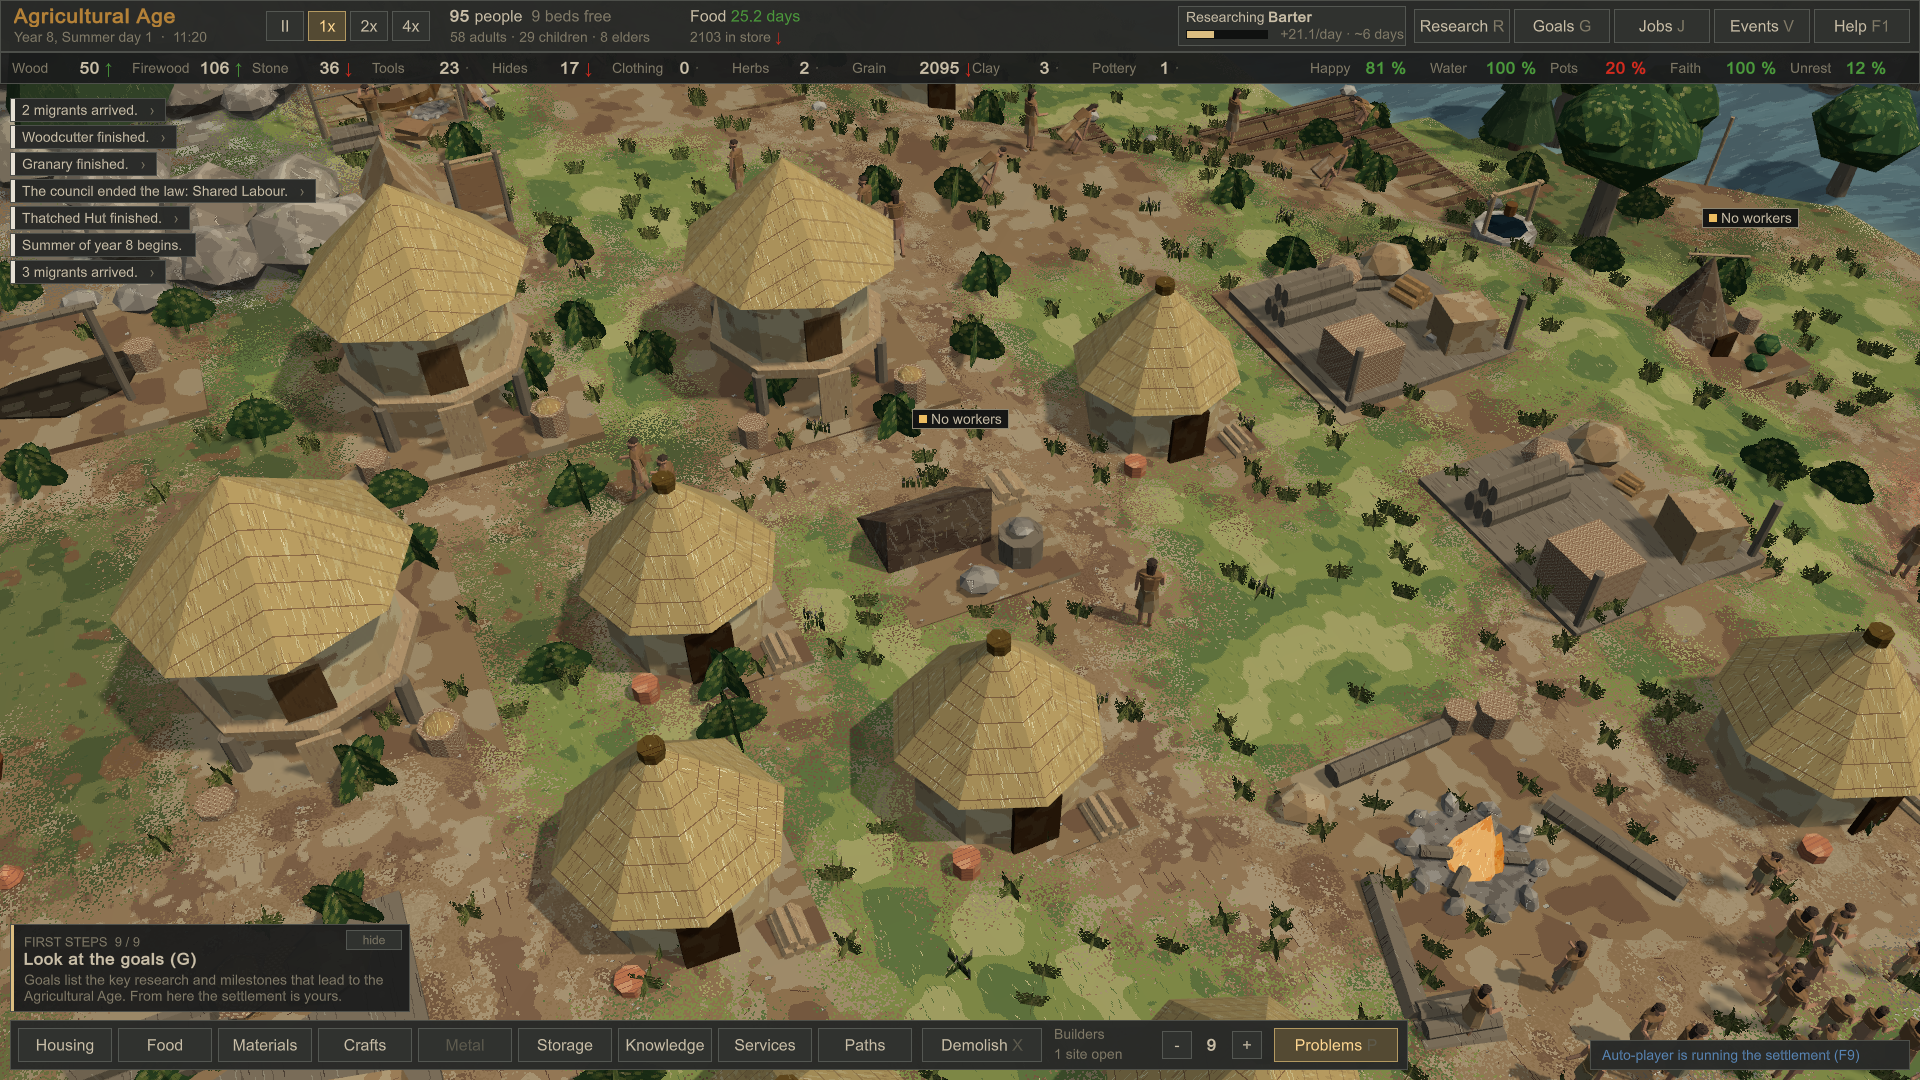 Agricultural Age
Year 8, Summer day 1 · 11:20
II 1x 2x 4x
95 people 9 beds free
58 adults · 29 children · 8 elders
Food 25.2 days
2103 in store ↓
Researching Barter
+21.1/day · ~6 days
Research R
Goals G
Jobs J
Events V
Help F1
Wood 50 ↑ Firewood 106 ↑ Stone 36 ↓ Tools 23 · Hides 17 ↓ Clothing 0 · Herbs 2 · Grain 2095 ↓ Clay 3 · Pottery 1 · Happy 81 % Water 100 % Pots 20 % Faith 100 % Unrest 12 %
2 migrants arrived. ›
Woodcutter finished. ›
Granary finished. ›
The council ended the law: Shared Labour. ›
Thatched Hut finished. ›
Summer of year 8 begins.
3 migrants arrived. ›
No workers
No workers
FIRST STEPS 9 / 9
hide
Look at the goals (G)
Goals list the key research and milestones that lead to the
Agricultural Age. From here the settlement is yours.
Housing Food Materials Crafts Metal Storage Knowledge Services Paths Demolish X
Builders
1 site open
- 9 +
Problems P
Auto-player is running the settlement (F9)